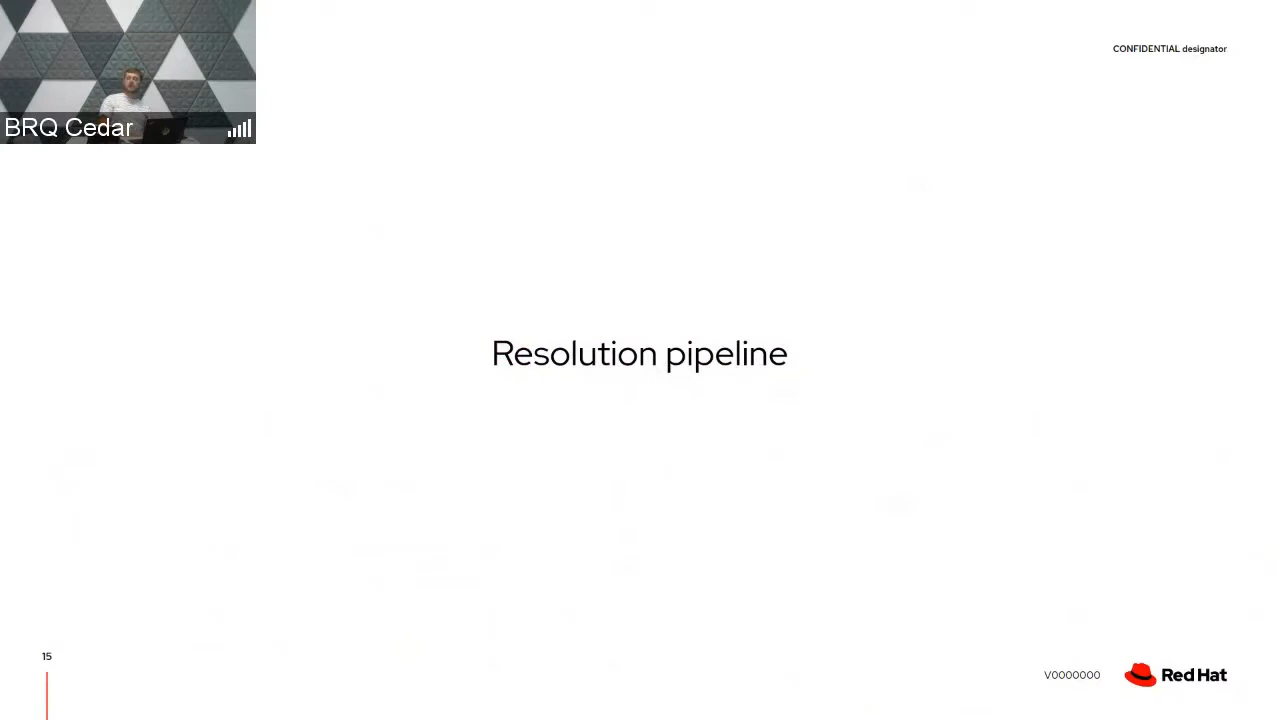 BRQ Cedar
CONFIDENTIAL designator
Resolution pipeline
15
V0000000
Red Hat